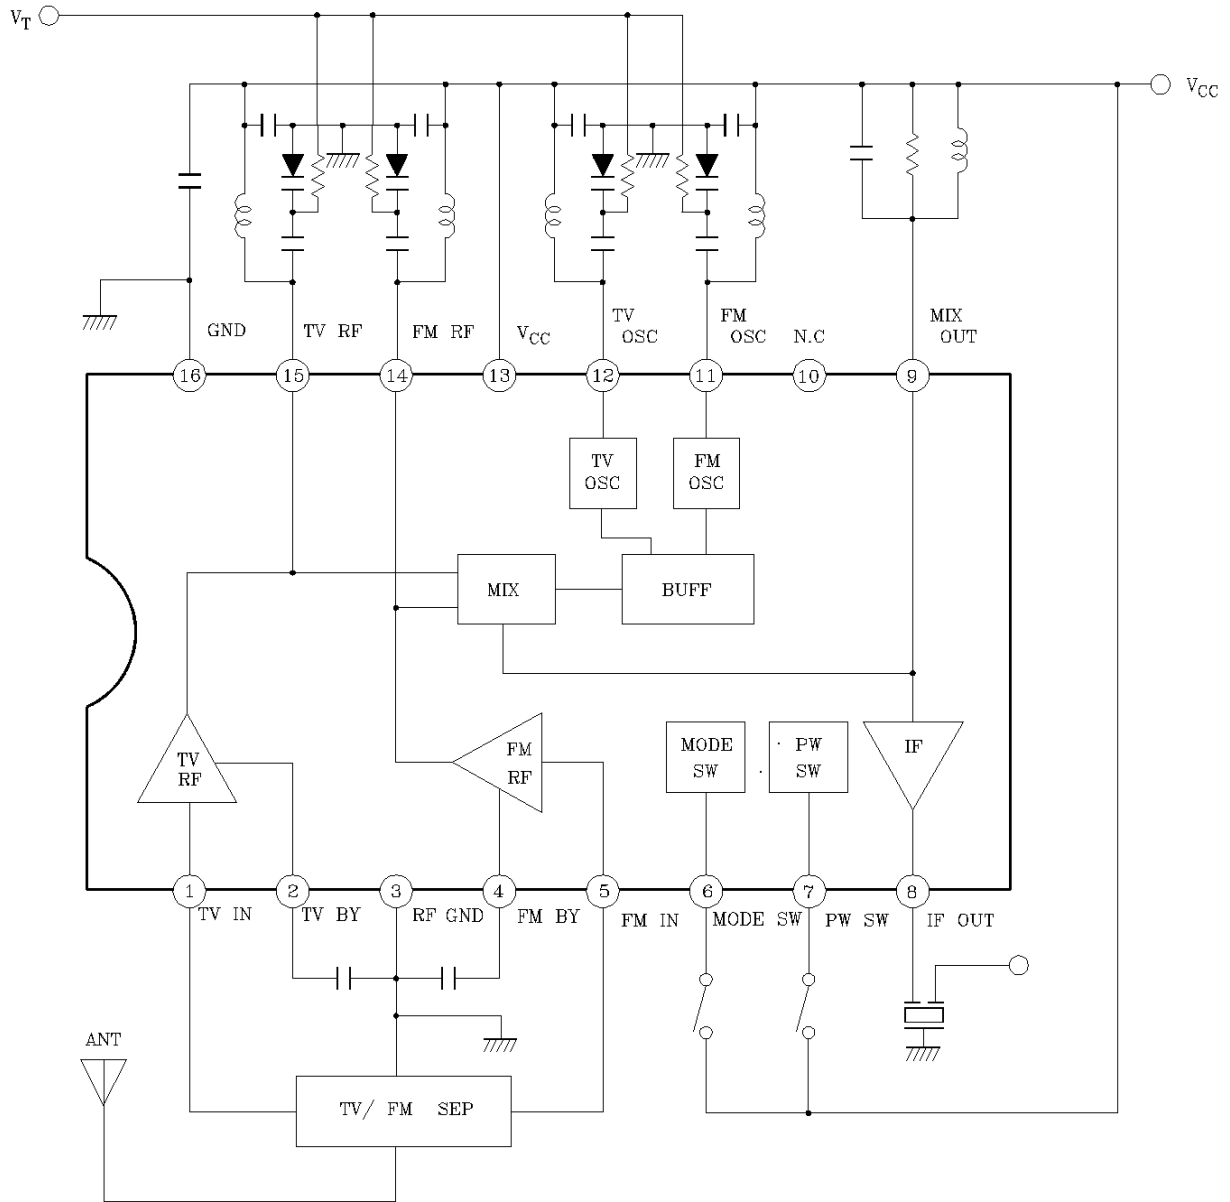 VT
VCC
GND
TV RF
FM RF
VCC
TV
OSC
FM
OSC
N.C
MIX
OUT
16
15
14
13
12
11
10
9
TV
OSC
FM
OSC
MIX
BUFF
TV
RF
FM
RF
MODE
SW
PW
SW
IF
1
2
3
4
5
6
7
8
TV IN
TV BY
RF GND
FM BY
FM IN
MODE SW
PW SW
IF OUT
ANT
TV/ FM SEP